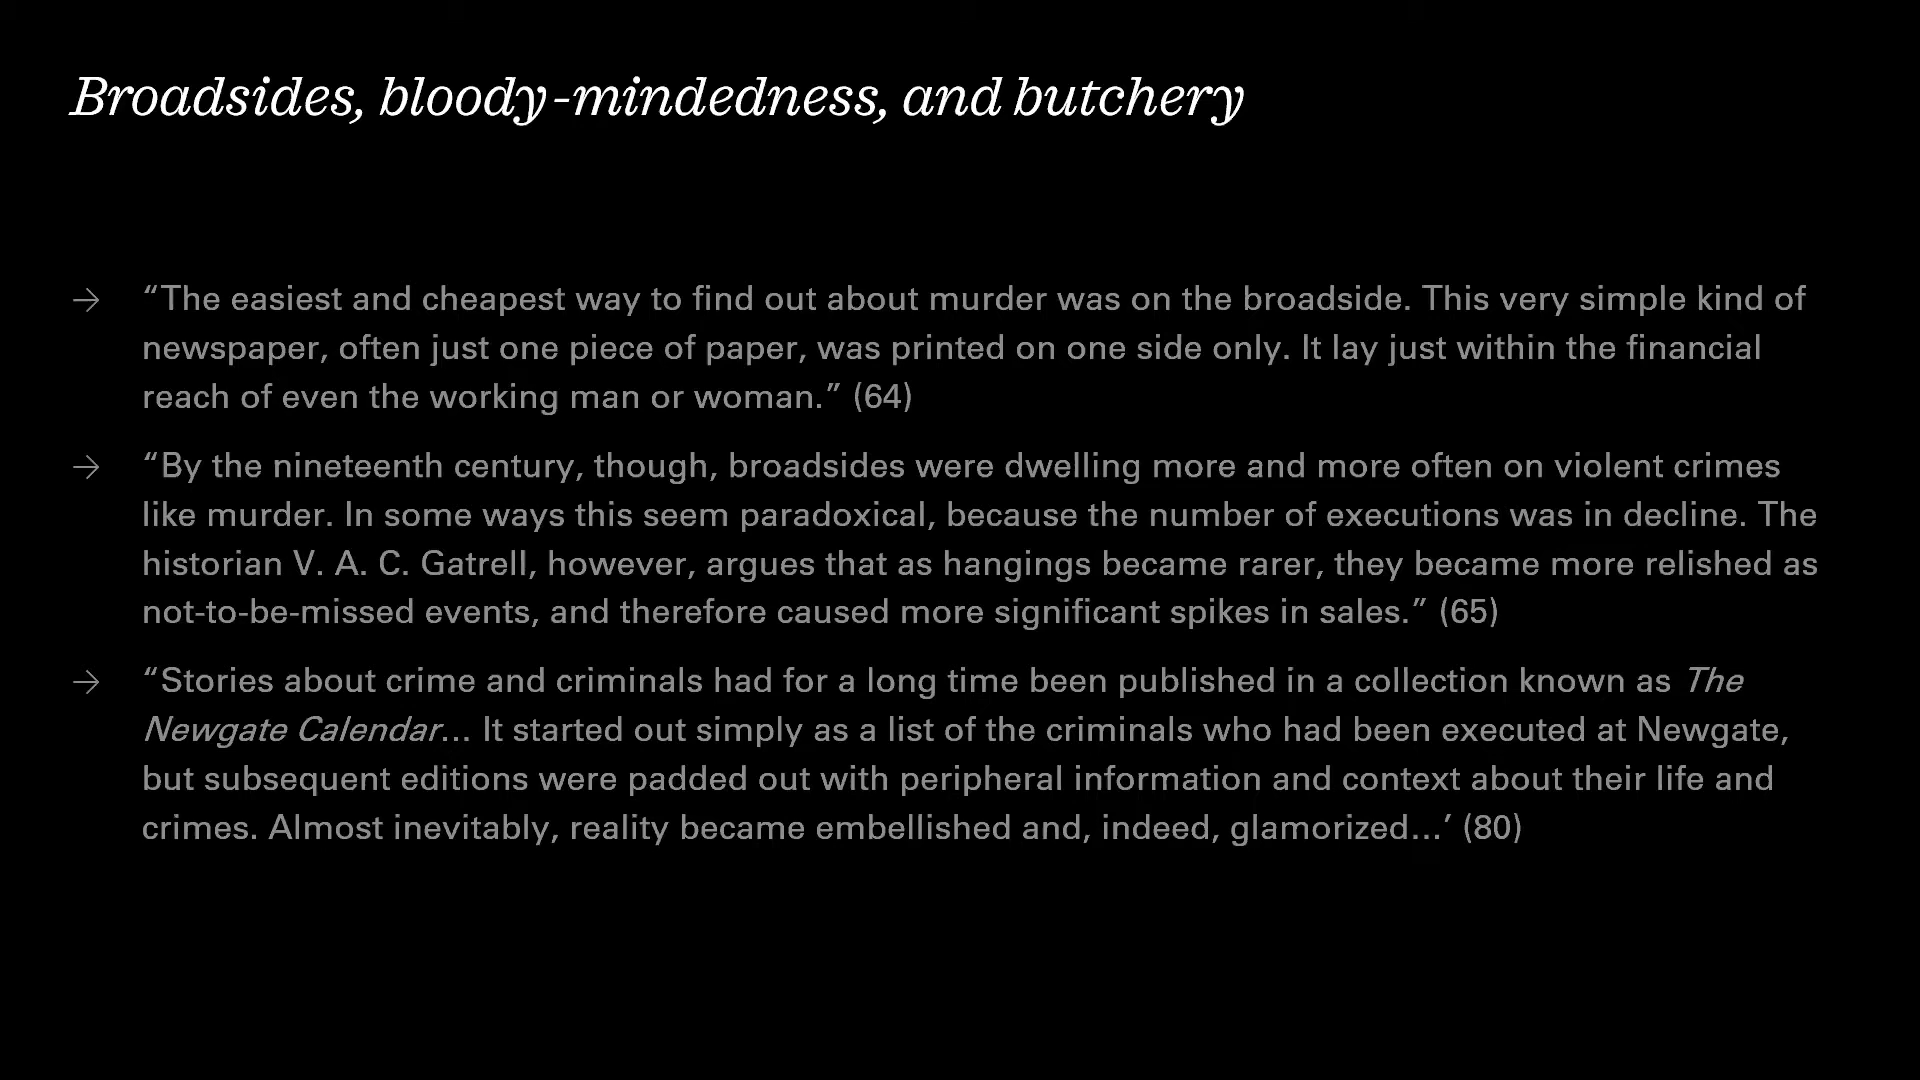 Broadsides, bloody-mindedness, and butchery
→ “The easiest and cheapest way to find out about murder was on the broadside. This very simple kind of
newspaper, often just one piece of paper, was printed on one side only. It lay just within the financial
reach of even the working man or woman.” (64)
→ “By the nineteenth century, though, broadsides were dwelling more and more often on violent crimes
like murder. In some ways this seem paradoxical, because the number of executions was in decline. The
historian V. A. C. Gatrell, however, argues that as hangings became rarer, they became more relished as
not-to-be-missed events, and therefore caused more significant spikes in sales.” (65)
→ “Stories about crime and criminals had for a long time been published in a collection known as The
Newgate Calendar… It started out simply as a list of the criminals who had been executed at Newgate,
but subsequent editions were padded out with peripheral information and context about their life and
crimes. Almost inevitably, reality became embellished and, indeed, glamorized…’ (80)